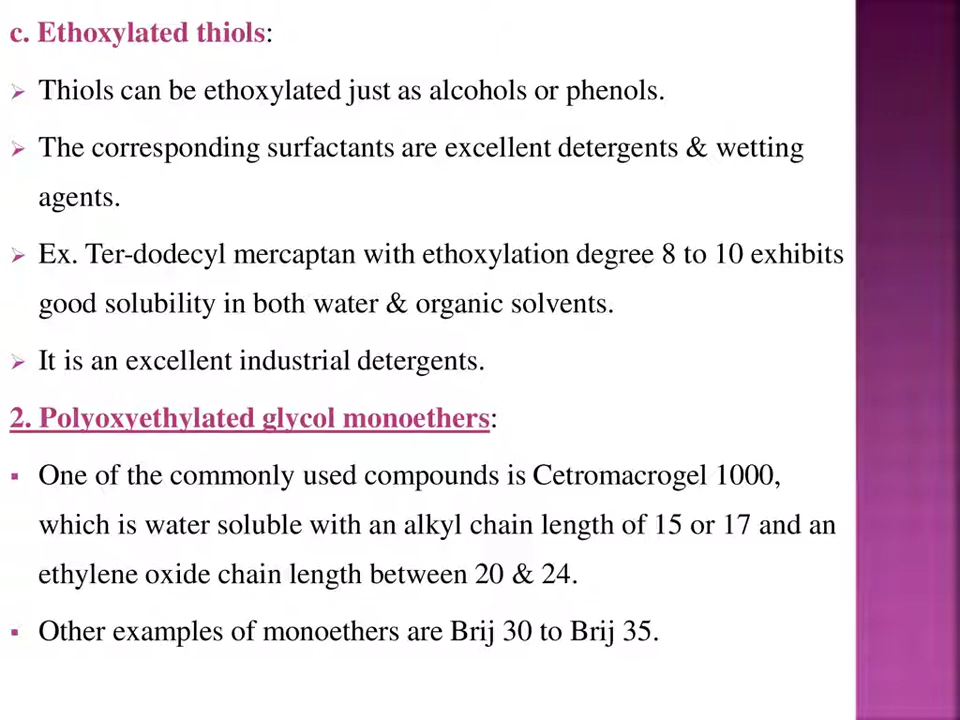 c. Ethoxylated thiols:
➢ Thiols can be ethoxylated just as alcohols or phenols.
➢ The corresponding surfactants are excellent detergents & wetting
agents.
➢ Ex. Ter-dodecyl mercaptan with ethoxylation degree 8 to 10 exhibits
good solubility in both water & organic solvents.
➢ It is an excellent industrial detergents.
2. Polyoxyethylated glycol monoethers:
▪ One of the commonly used compounds is Cetromacrogel 1000,
which is water soluble with an alkyl chain length of 15 or 17 and an
ethylene oxide chain length between 20 & 24.
▪ Other examples of monoethers are Brij 30 to Brij 35.